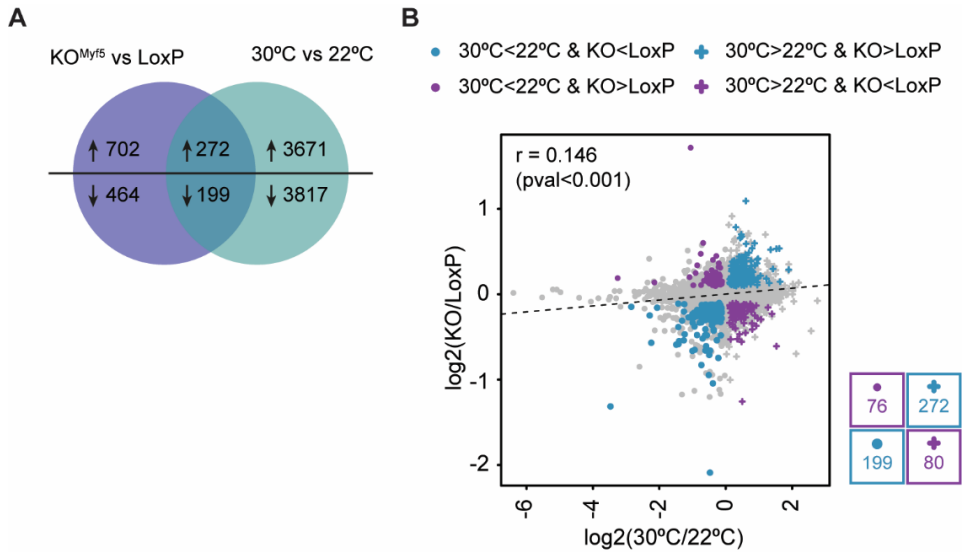 A
KO^Myf5 vs LoxP
30ºC vs 22ºC
↑ 702
↑ 272
↑ 3671
↓ 464
↓ 199
↓ 3817
B
● 30ºC<22ºC & KO<LoxP
✚ 30ºC>22ºC & KO>LoxP
● 30ºC<22ºC & KO>LoxP
✚ 30ºC>22ºC & KO<LoxP
r = 0.146
(pval<0.001)
log2(KO/LoxP)
1
0
-1
-2
-6
-4
-2
0
2
log2(30ºC/22ºC)
76
272
199
80